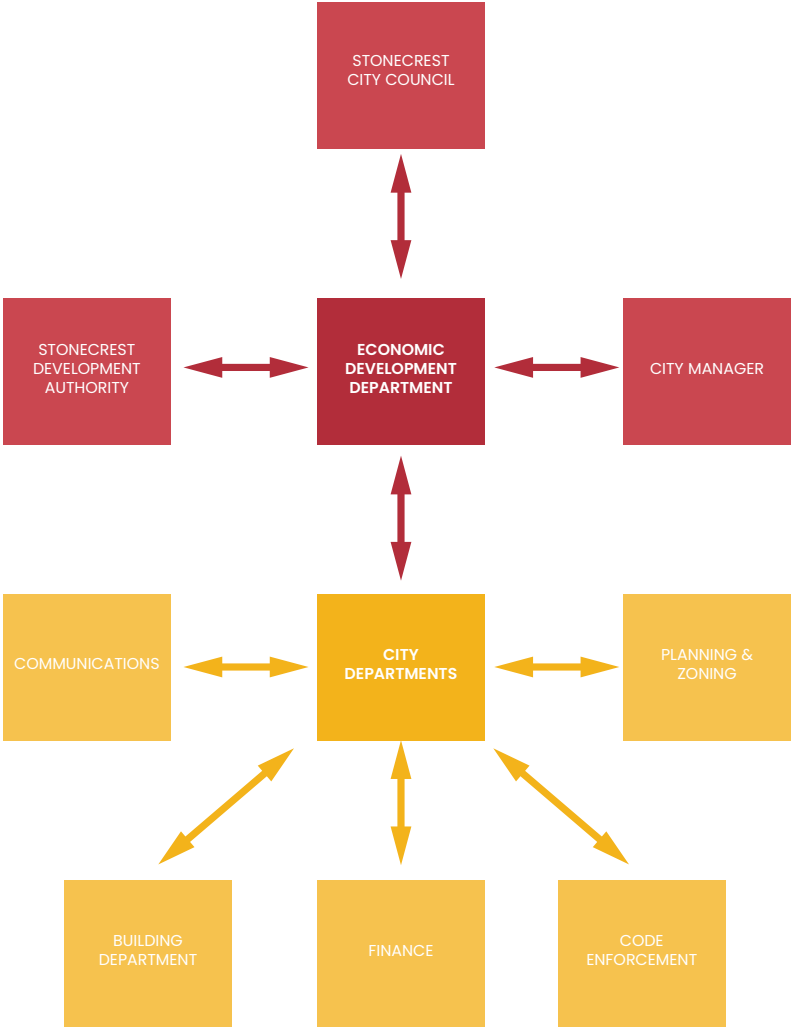 STONECREST
CITY COUNCIL
STONECREST
DEVELOPMENT
AUTHORITY
ECONOMIC
DEVELOPMENT
DEPARTMENT
CITY MANAGER
COMMUNICATIONS
CITY
DEPARTMENTS
PLANNING &
ZONING
BUILDING
DEPARTMENT
FINANCE
CODE
ENFORCEMENT